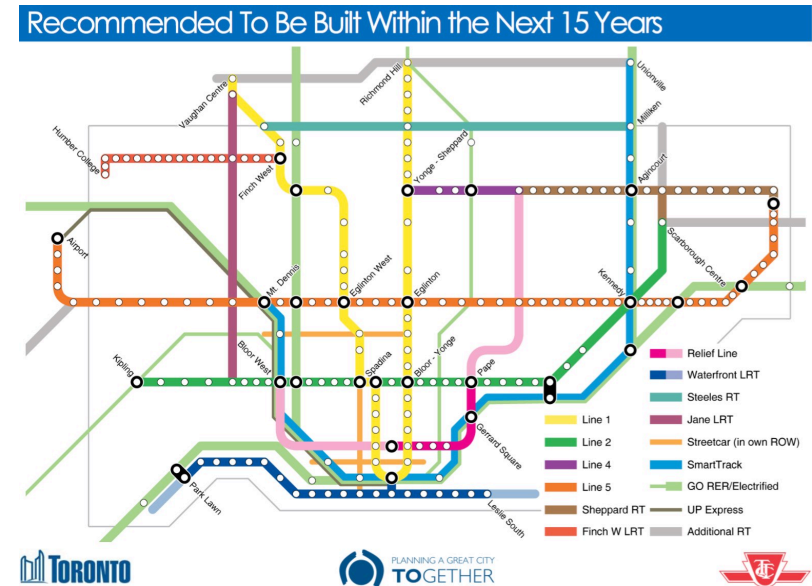 Recommended To Be Built Within the Next 15 Years
Vaughan Centre
Richmond Hill
Unionville
Milliken
Humber College
Finch West
Yonge - Sheppard
Agincourt
Airport
Mt. Dennis
Eglinton West
Eglinton
Kennedy
Scarborough Centre
Kipling
Bloor West
Spadina
Bloor - Yonge
Pape
Gerrard Square
Park Lawn
Leslie South
Relief Line
Waterfront LRT
Steeles RT
Line 1
Jane LRT
Line 2
Streetcar (in own ROW)
Line 4
SmartTrack
Line 5
GO RER/Electrified
Sheppard RT
UP Express
Finch W LRT
Additional RT
TORONTO
PLANNING A GREAT CITY
TOGETHER
TTC